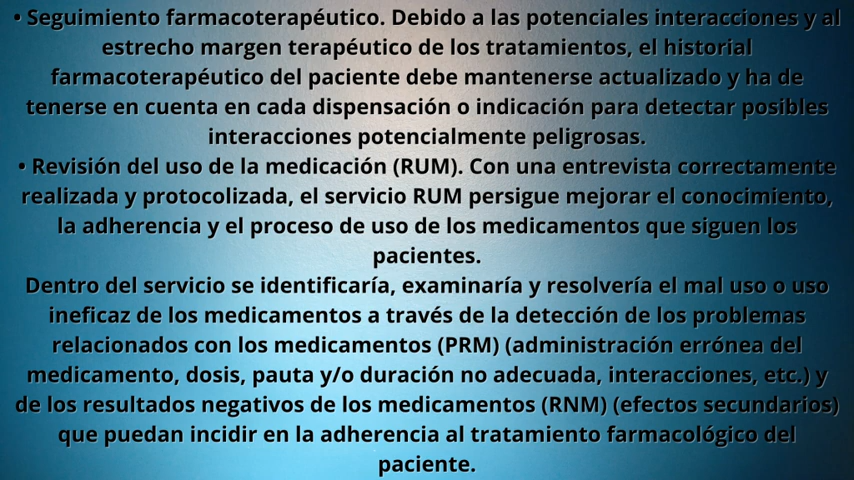 • Seguimiento farmacoterapéutico. Debido a las potenciales interacciones y al
estrecho margen terapéutico de los tratamientos, el historial
farmacoterapéutico del paciente debe mantenerse actualizado y ha de
tenerse en cuenta en cada dispensación o indicación para detectar posibles
interacciones potencialmente peligrosas.
• Revisión del uso de la medicación (RUM). Con una entrevista correctamente
realizada y protocolizada, el servicio RUM persigue mejorar el conocimiento,
la adherencia y el proceso de uso de los medicamentos que siguen los
pacientes.
Dentro del servicio se identificaría, examinaría y resolvería el mal uso o uso
ineficaz de los medicamentos a través de la detección de los problemas
relacionados con los medicamentos (PRM) (administración errónea del
medicamento, dosis, pauta y/o duración no adecuada, interacciones, etc.) y
de los resultados negativos de los medicamentos (RNM) (efectos secundarios)
que puedan incidir en la adherencia al tratamiento farmacológico del
paciente.